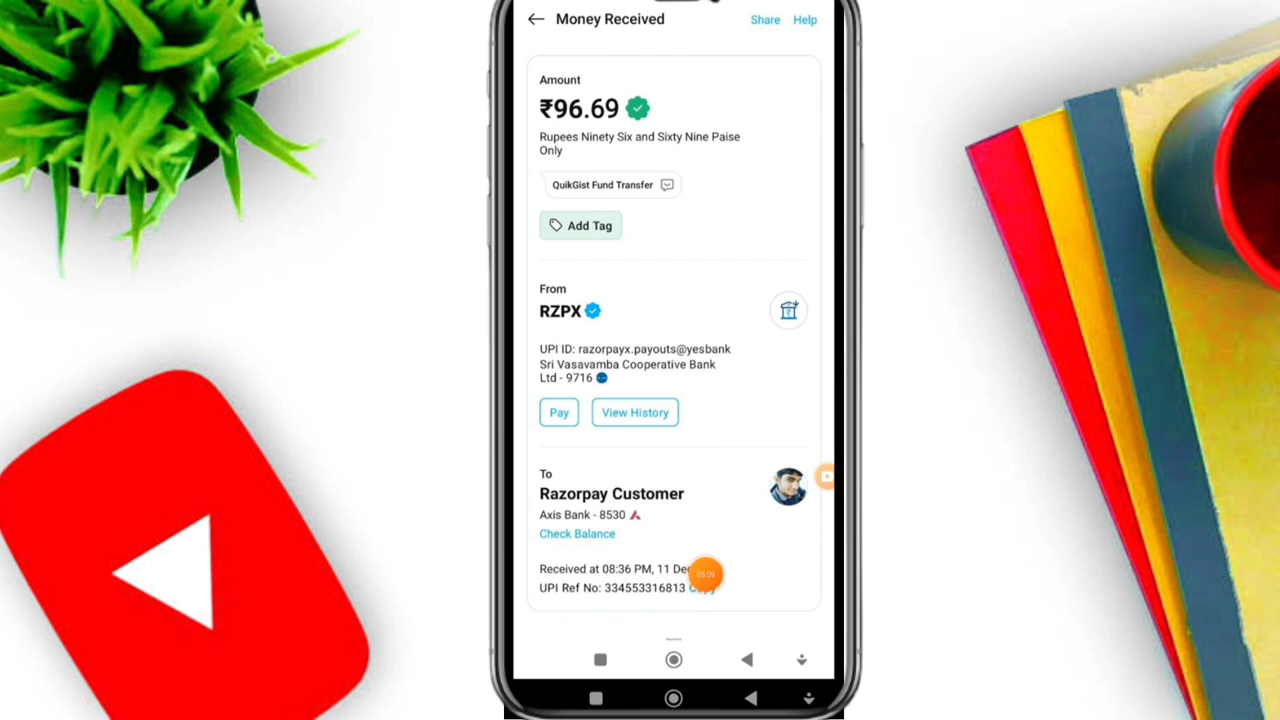 Money Received
Share
Help
Amount
₹96.69
Rupees Ninety Six and Sixty Nine Paise
Only
QuikGist Fund Transfer
Add Tag
From
RZPX
UPI ID: razorpayx.payouts@yesbank
Sri Vasavamba Cooperative Bank
Ltd - 9716
Pay
View History
To
Razorpay Customer
Axis Bank - 8530
Check Balance
Received at 08:36 PM, 11 De
05:09
UPI Ref No: 334553316813